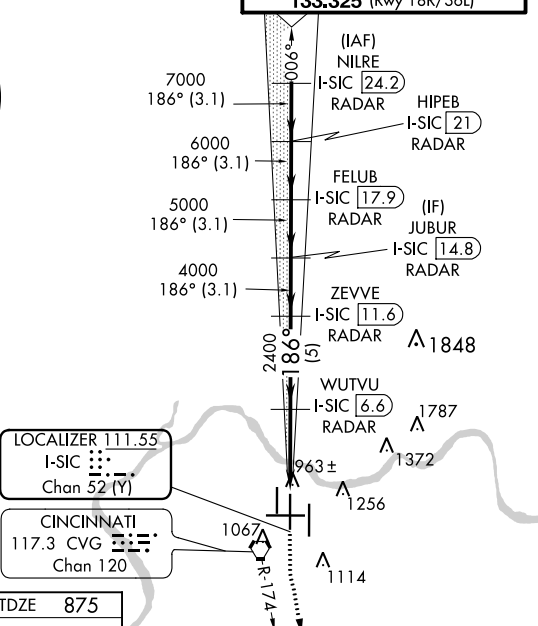 133.325 (Rwy 18R/36L)
006°
(IAF)
NILRE
I-SIC 24.2
RADAR
7000
186° (3.1)
HIPEB
I-SIC 21
RADAR
6000
186° (3.1)
FELUB
I-SIC 17.9
RADAR
5000
186° (3.1)
(IF)
JUBUR
I-SIC 14.8
RADAR
4000
186° (3.1)
ZEVVE
I-SIC 11.6
RADAR
2400
186°
(5)
1848
WUTVU
I-SIC 6.6
RADAR
1787
1372
LOCALIZER 111.55
I-SIC
Chan 52 (Y)
963±
1256
CINCINNATI
117.3 CVG
Chan 120
1067
1114
R-174
TDZE 875